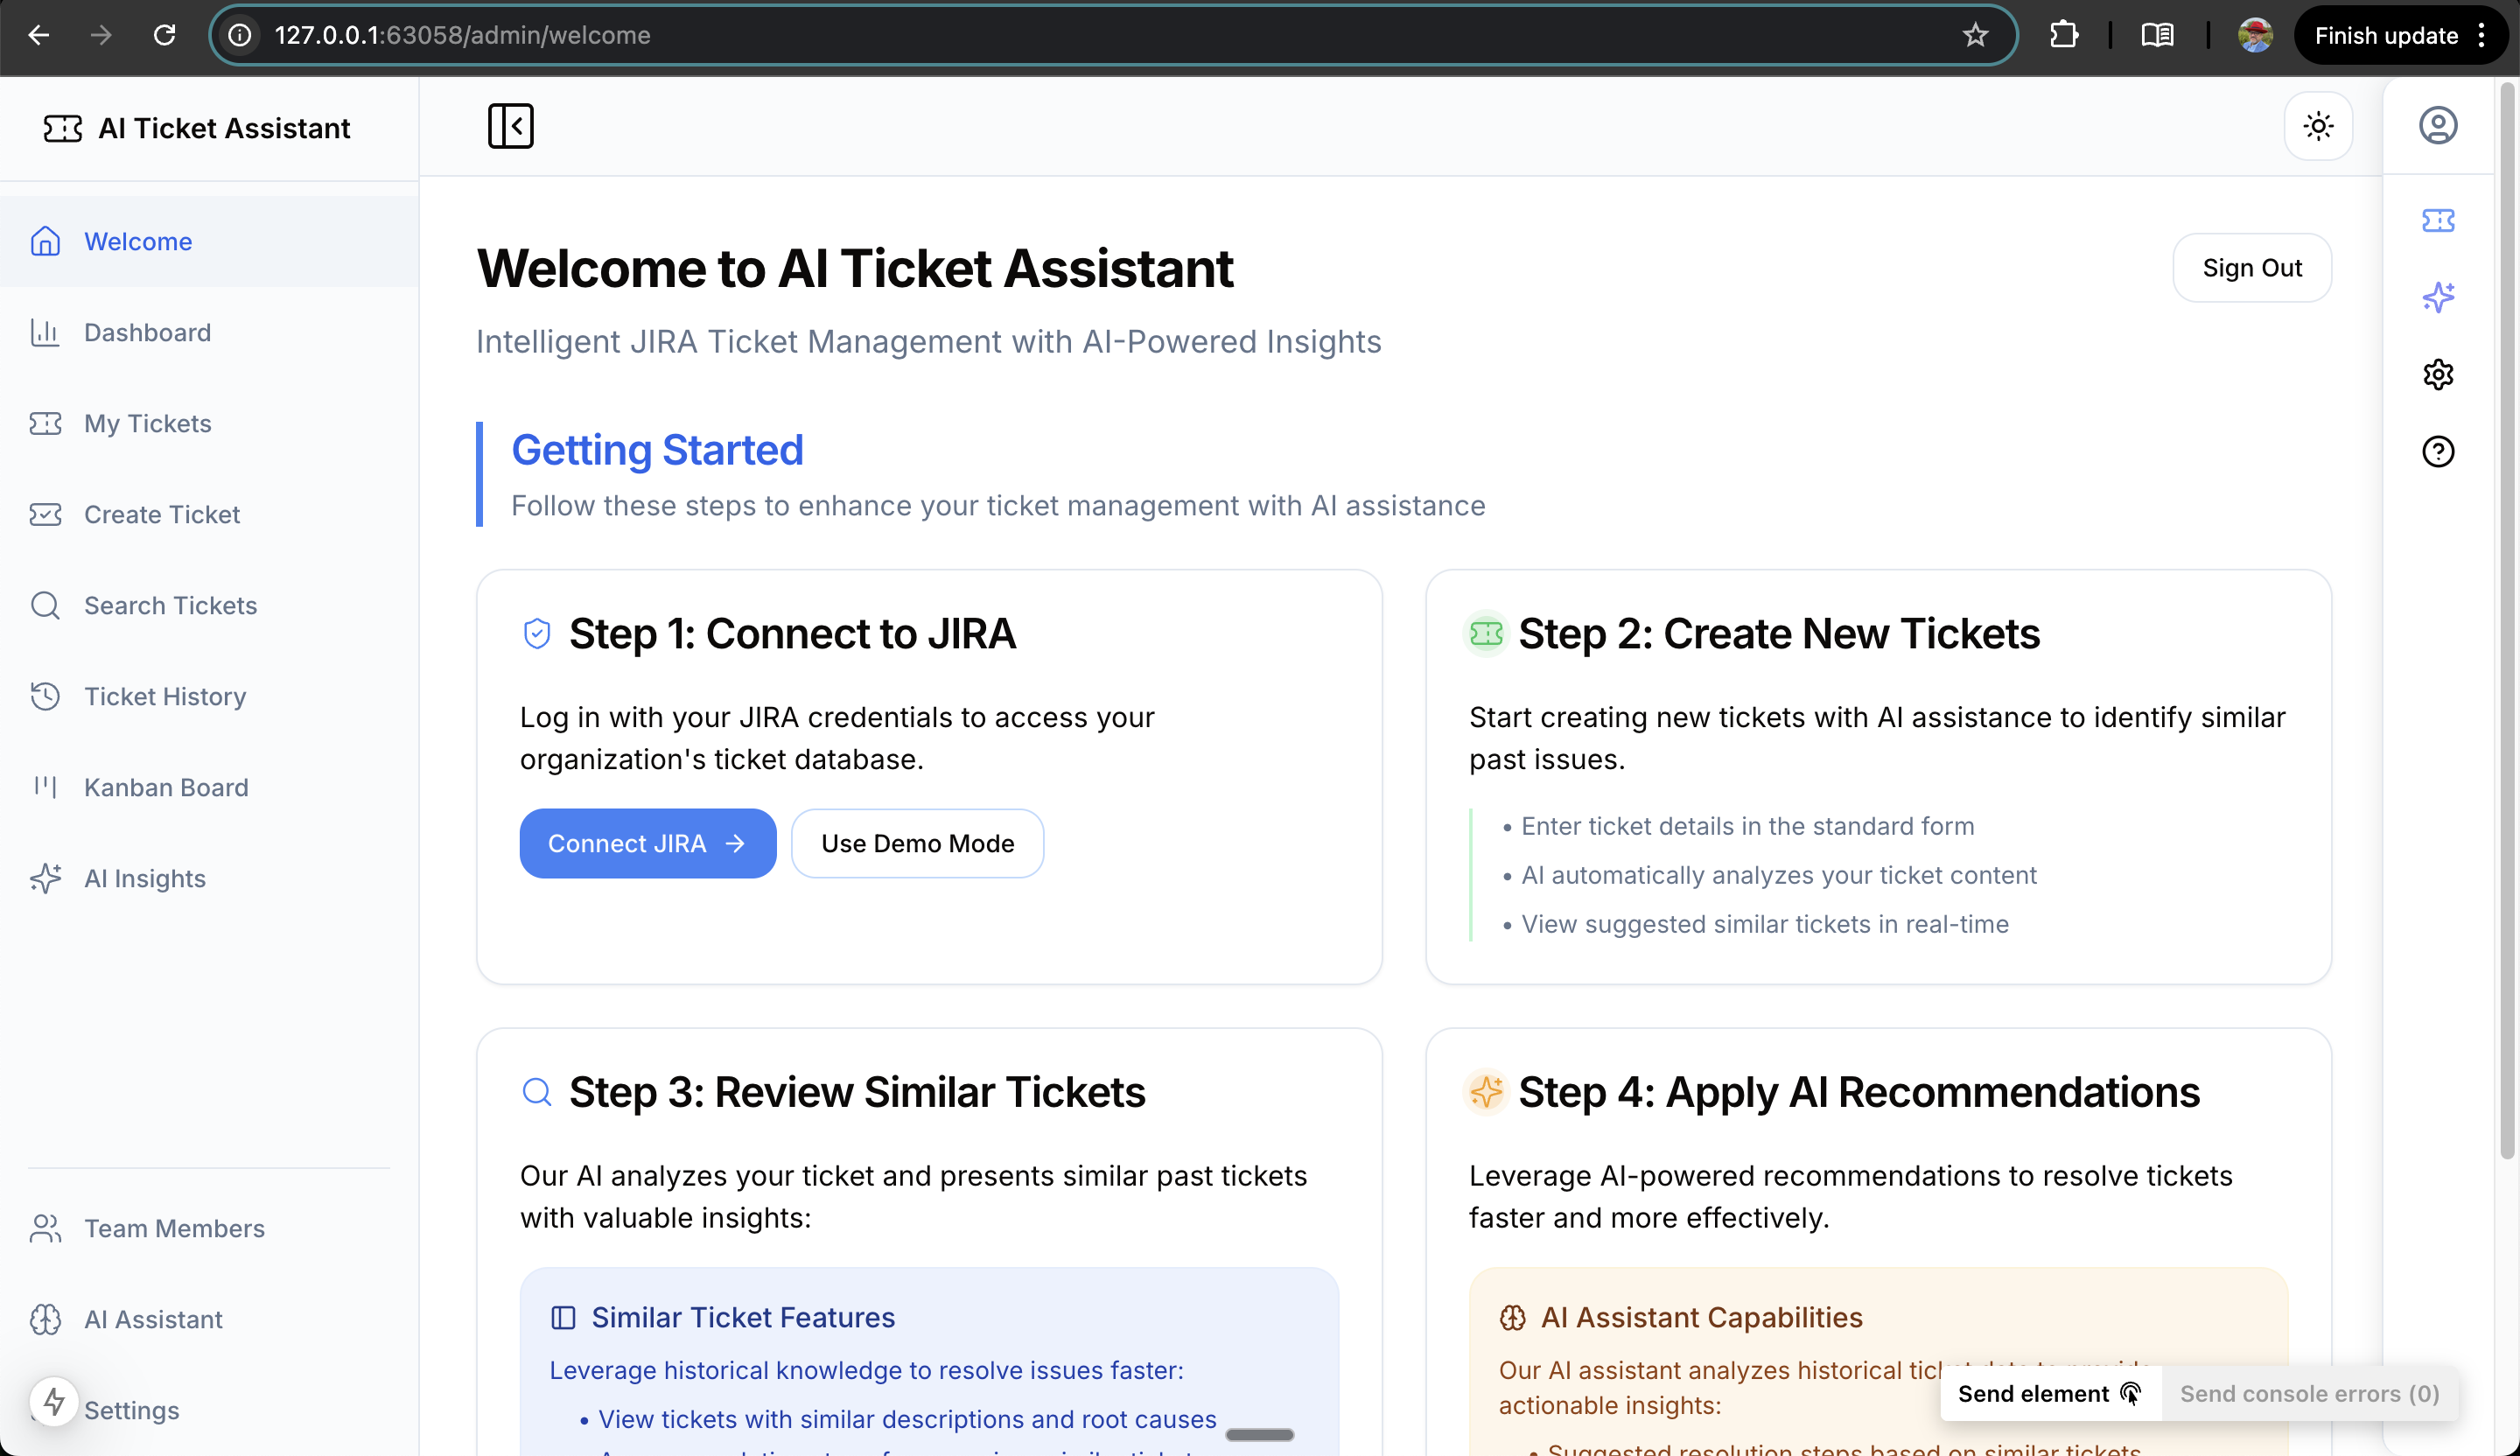 127.0.0.1:63058/admin/welcome
Finish update
AI Ticket Assistant
Welcome
Dashboard
My Tickets
Create Ticket
Search Tickets
Ticket History
Kanban Board
AI Insights
Team Members
AI Assistant
Settings
Welcome to AI Ticket Assistant
Sign Out
Intelligent JIRA Ticket Management with AI-Powered Insights
Getting Started
Follow these steps to enhance your ticket management with AI assistance
Step 1: Connect to JIRA
Log in with your JIRA credentials to access your
organization's ticket database.
Connect JIRA →
Use Demo Mode
Step 2: Create New Tickets
Start creating new tickets with AI assistance to identify similar
past issues.
• Enter ticket details in the standard form
• AI automatically analyzes your ticket content
• View suggested similar tickets in real-time
Step 3: Review Similar Tickets
Our AI analyzes your ticket and presents similar past tickets
with valuable insights:
Similar Ticket Features
Leverage historical knowledge to resolve issues faster:
• View tickets with similar descriptions and root causes
Step 4: Apply AI Recommendations
Leverage AI-powered recommendations to resolve tickets
faster and more effectively.
AI Assistant Capabilities
Our AI assistant analyzes historical ticket data to provide
actionable insights:
• Suggested resolution steps based on similar tickets
Send element
Send console errors (0)